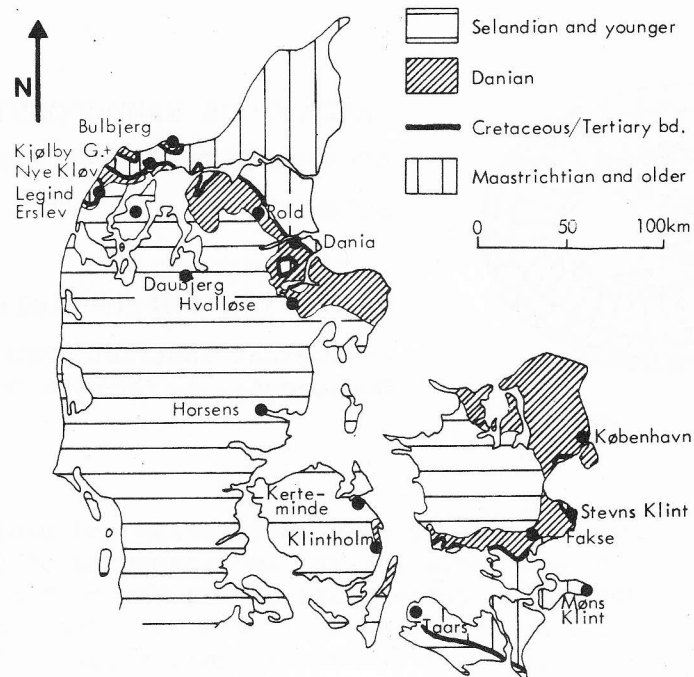 N
Bulbjerg
Kjølby G.+
Nye Kløv
Legind
Erslev
Rold
Dania
Daubjerg
Hvalløse
Horsens
Kerte-
minde
Klintholm
København
Stevns Klint
Fakse
Møns
Klint
Taars
Selandian and younger
Danian
Cretaceous/Tertiary bd.
Maastrichtian and older
0 50 100km